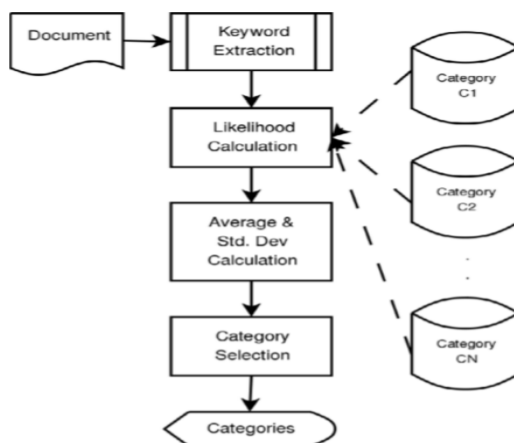 Document
Keyword
Extraction
Likelihood
Calculation
Average &
Std. Dev
Calculation
Category
Selection
Categories
Category
C1
Category
C2
Category
CN